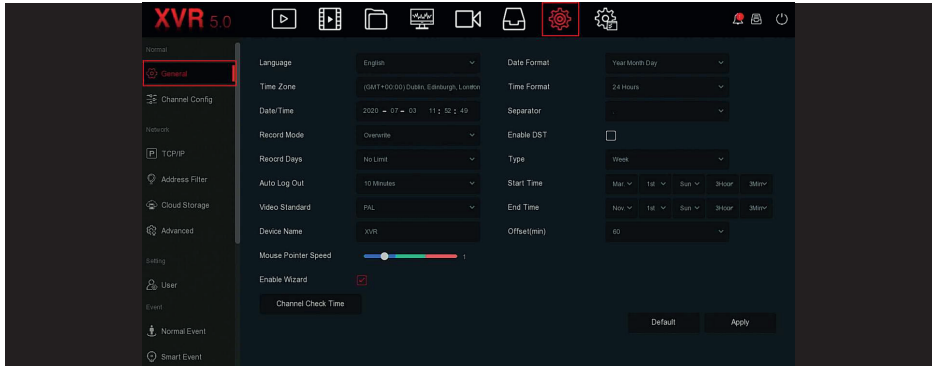 XVR 5.0
Normal
General
Channel Config
Network
TCP/IP
Address Filter
Cloud Storage
Advanced
Setting
User
Event
Normal Event
Smart Event
Language English
Time Zone (GMT+00:00) Dublin, Edinburgh, London
Date/Time 2020 - 07 - 03 11 : 52 : 49
Record Mode Overwrite
Reocrd Days No Limit
Auto Log Out 10 Minutes
Video Standard PAL
Device Name XVR
Mouse Pointer Speed 1
Enable Wizard
Channel Check Time
Date Format Year Month Day
Time Format 24 Hours
Separator
Enable DST
Type Week
Start Time Mar. 1st Sun 3Hour 3Min
End Time Nov. 1st Sun 3Hour 3Min
Offset(min) 60
Default Apply